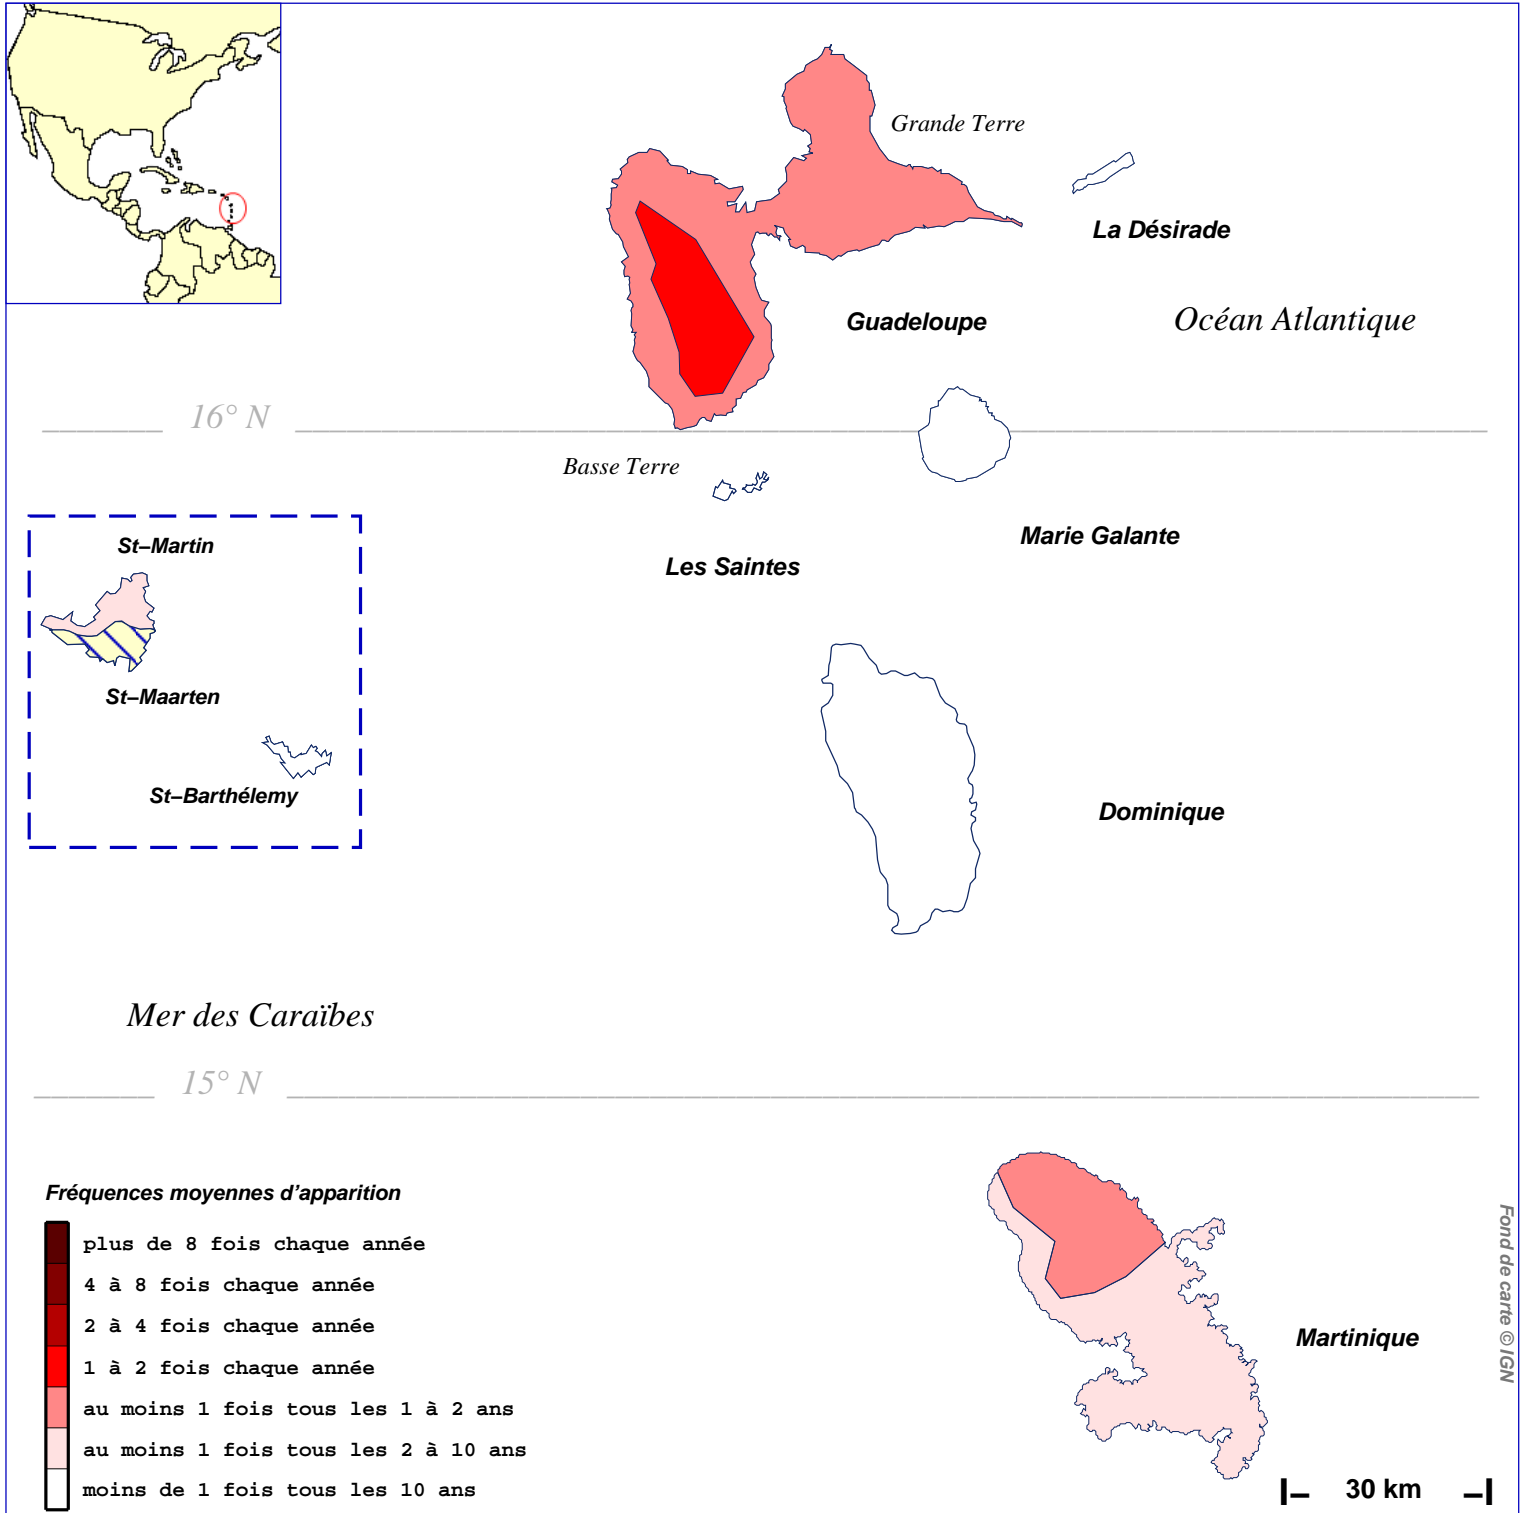 Grande Terre
La Désirade
Guadeloupe
Océan Atlantique
16° N
Basse Terre
Les Saintes
Marie Galante
St–Martin
St–Maarten
St–Barthélemy
Dominique
Mer des Caraïbes
15° N
Fréquences moyennes d'apparition
plus de 8 fois chaque année
4 à 8 fois chaque année
2 à 4 fois chaque année
1 à 2 fois chaque année
au moins 1 fois tous les 1 à 2 ans
au moins 1 fois tous les 2 à 10 ans
moins de 1 fois tous les 10 ans
Martinique
30 km
Fond de carte © IGN